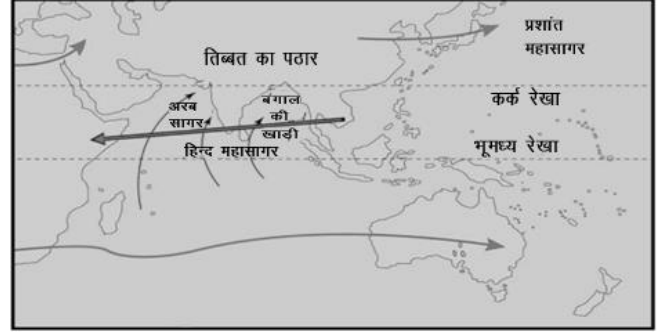 प्रशांत
महासागर
तिब्बत का पठार
कर्क रेखा
अरब
सागर
बंगाल
की
खाड़ी
भूमध्य रेखा
हिन्द महासागर